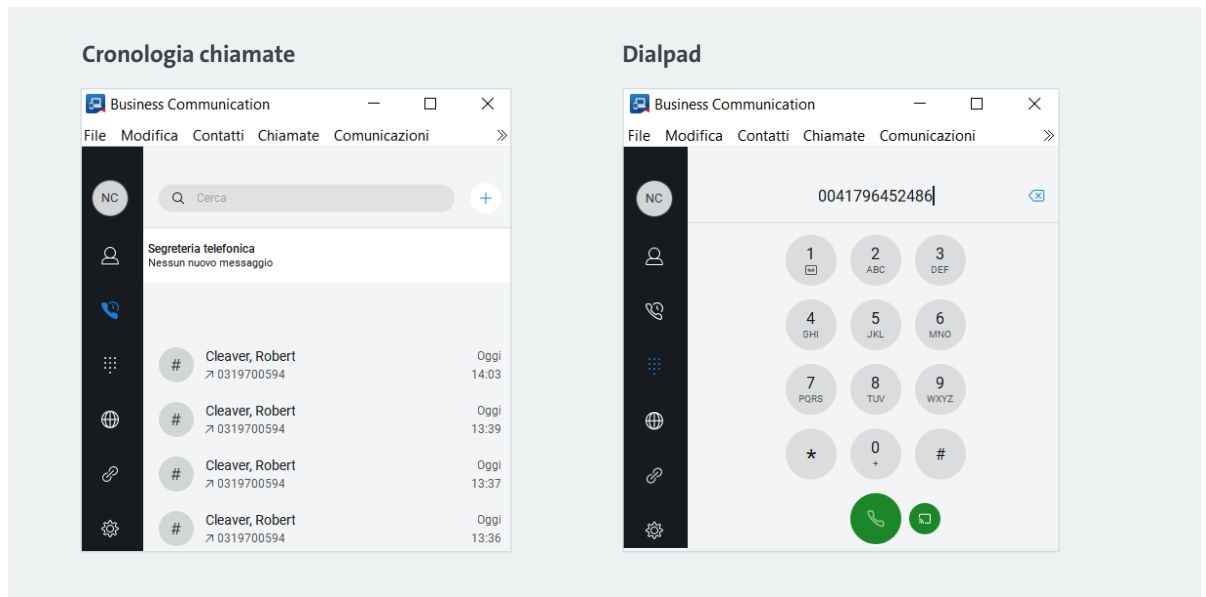 Cronologia chiamate
Business Communication
File Modifica Contatti Chiamate Comunicazioni »
NC
Cerca
+
Segreteria telefonica
Nessun nuovo messaggio
# Cleaver, Robert Oggi
↗ 0319700594 14:03
# Cleaver, Robert Oggi
↗ 0319700594 13:39
# Cleaver, Robert Oggi
↗ 0319700594 13:37
# Cleaver, Robert Oggi
↗ 0319700594 13:36
Dialpad
Business Communication
File Modifica Contatti Chiamate Comunicazioni »
NC
0041796452486
1 2 3
ABC DEF
4 5 6
GHI JKL MNO
7 8 9
PQRS TUV WXYZ
* 0 #
+